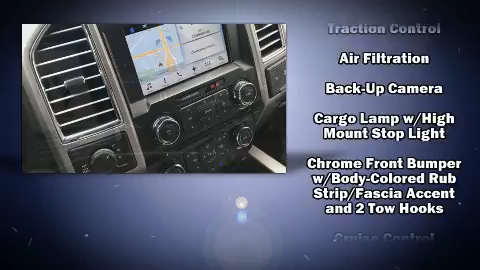 Traction Control
Air Filtration
Back-Up Camera
Cargo Lamp w/High
Mount Stop Light
Chrome Front Bumper
w/Body-Colored Rub
Strip/Fascia Accent
and 2 Tow Hooks
Cruise Control